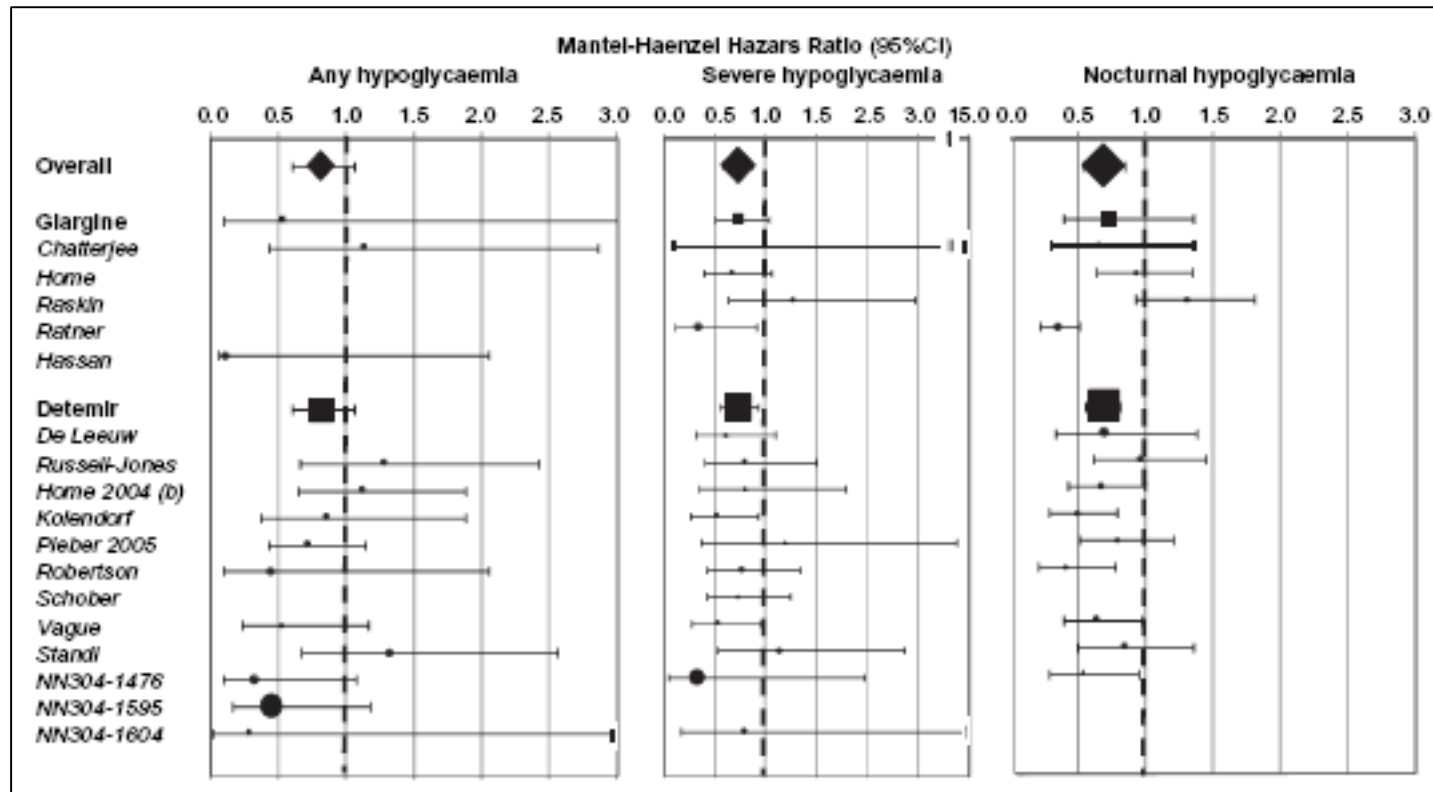 Mantel-Haenzel Hazars Ratio (95%CI)
Any hypoglycaemia Severe hypoglycaemia Nocturnal hypoglycaemia
0.0 0.5 1.0 1.5 2.0 2.5 3.0 0.0 0.5 1.0 1.5 2.5 3.0 15.0 0.0 0.5 1.0 1.5 2.0 2.5 3.0
Overall
Glargine
Chatterjee
Home
Raskin
Ratner
Hassan
Detemir
De Leeuw
Russell-Jones
Home 2004 (b)
Kolendorf
Pieber 2005
Robertson
Schober
Vague
Standl
NN304-1476
NN304-1595
NN304-1604